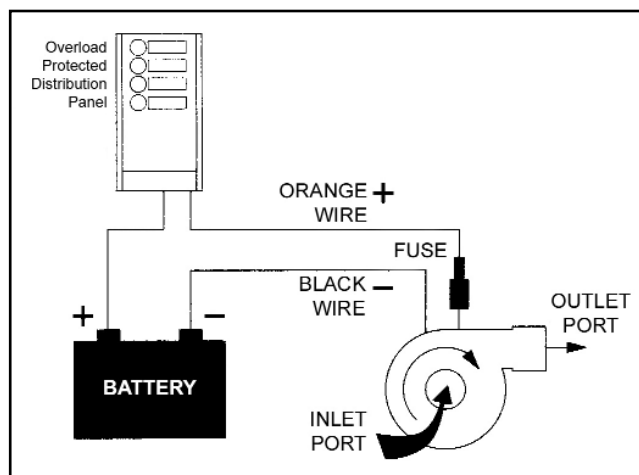 Overload
Protected
Distribution
Panel
ORANGE +
WIRE
FUSE
BLACK −
WIRE
OUTLET
PORT
+ −
BATTERY
INLET
PORT